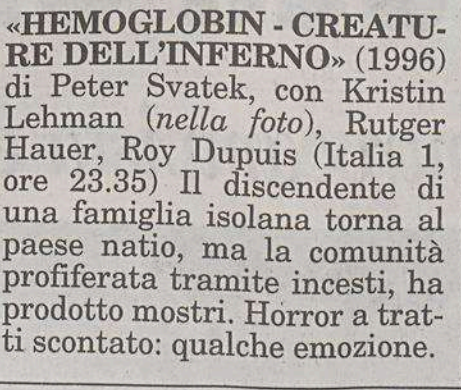 «HEMOGLOBIN - CREATU-
RE DELL'INFERNO» (1996)
di Peter Svatek, con Kristin
Lehman (nella foto), Rutger
Hauer, Roy Dupuis (Italia 1,
ore 23.35) Il discendente di
una famiglia isolana torna al
paese natio, ma la comunità
profiferata tramite incesti, ha
prodotto mostri. Horror a trat-
ti scontato: qualche emozione.